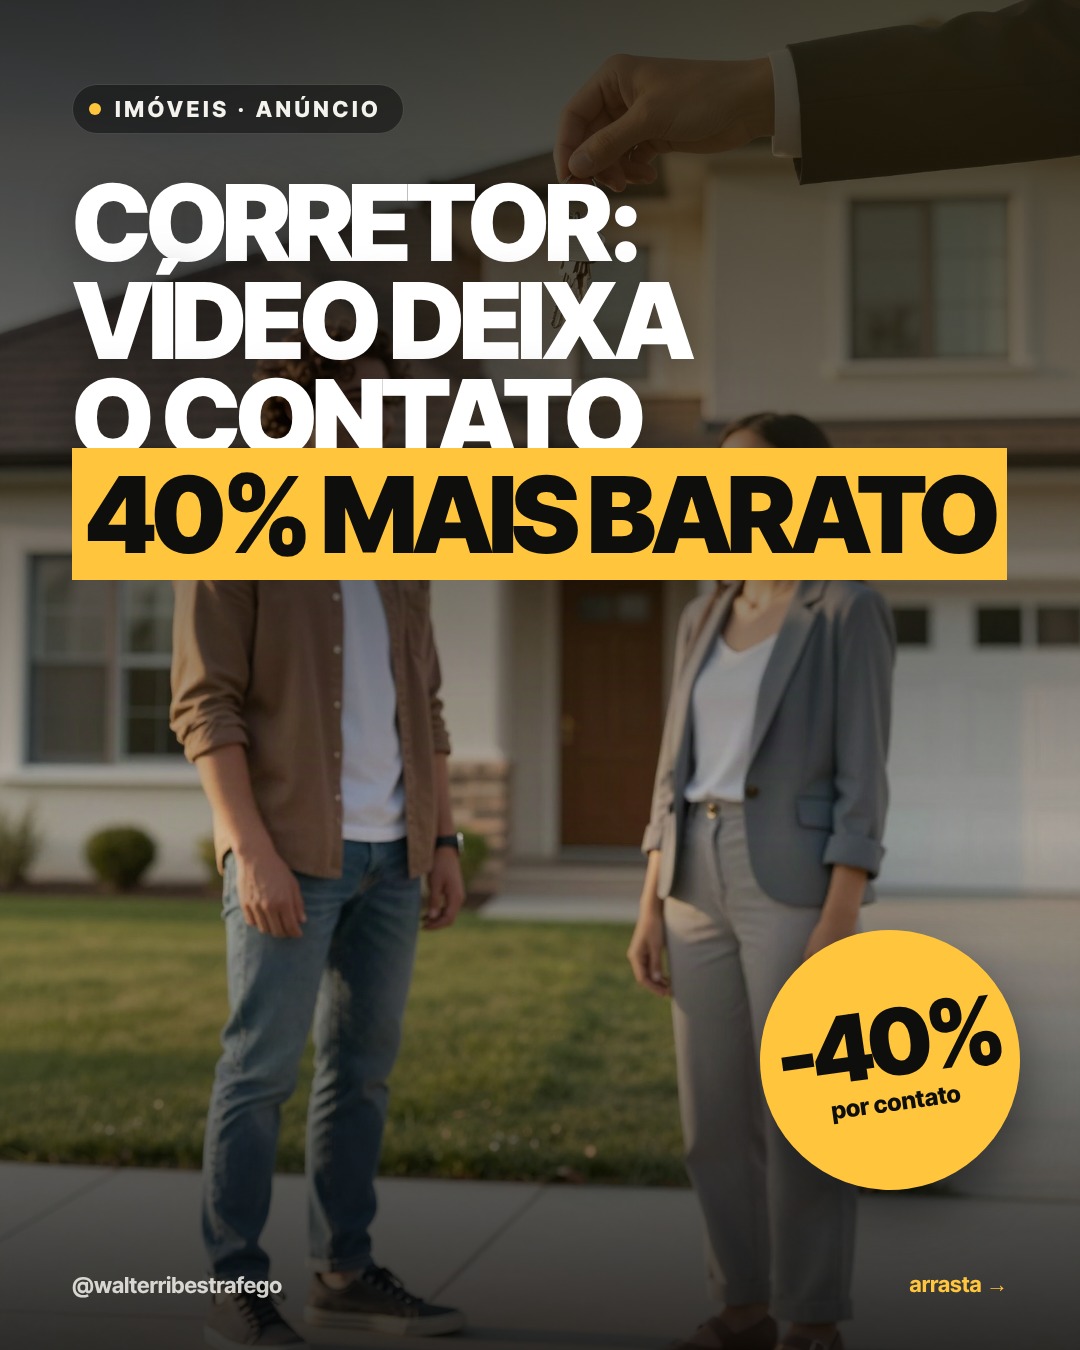 IMÓVEIS · ANÚNCIO
CORRETOR:
VÍDEO DEIXA
O CONTATO
40% MAIS BARATO
-40%
por contato
@walterribestrafego
arrasta →